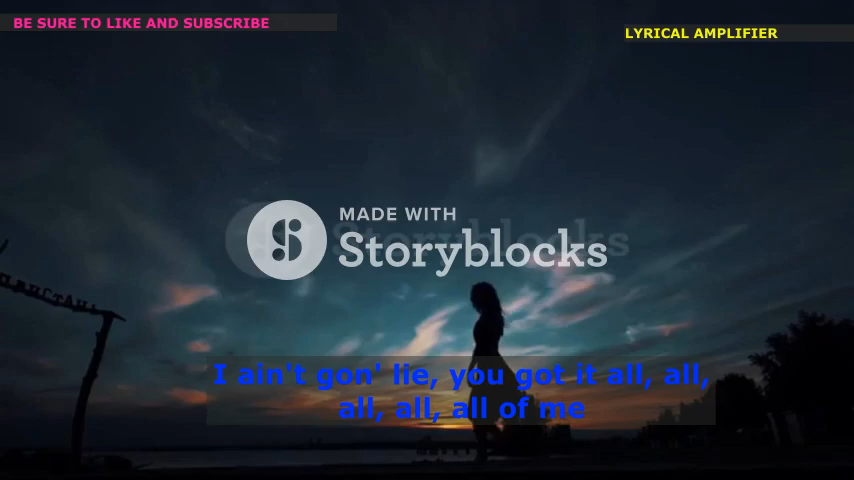 BE SURE TO LIKE AND SUBSCRIBE
LYRICAL AMPLIFIER
MADE WITH
Storyblocks
I ain't gon' lie, you got it all, all,
all, all, all of me